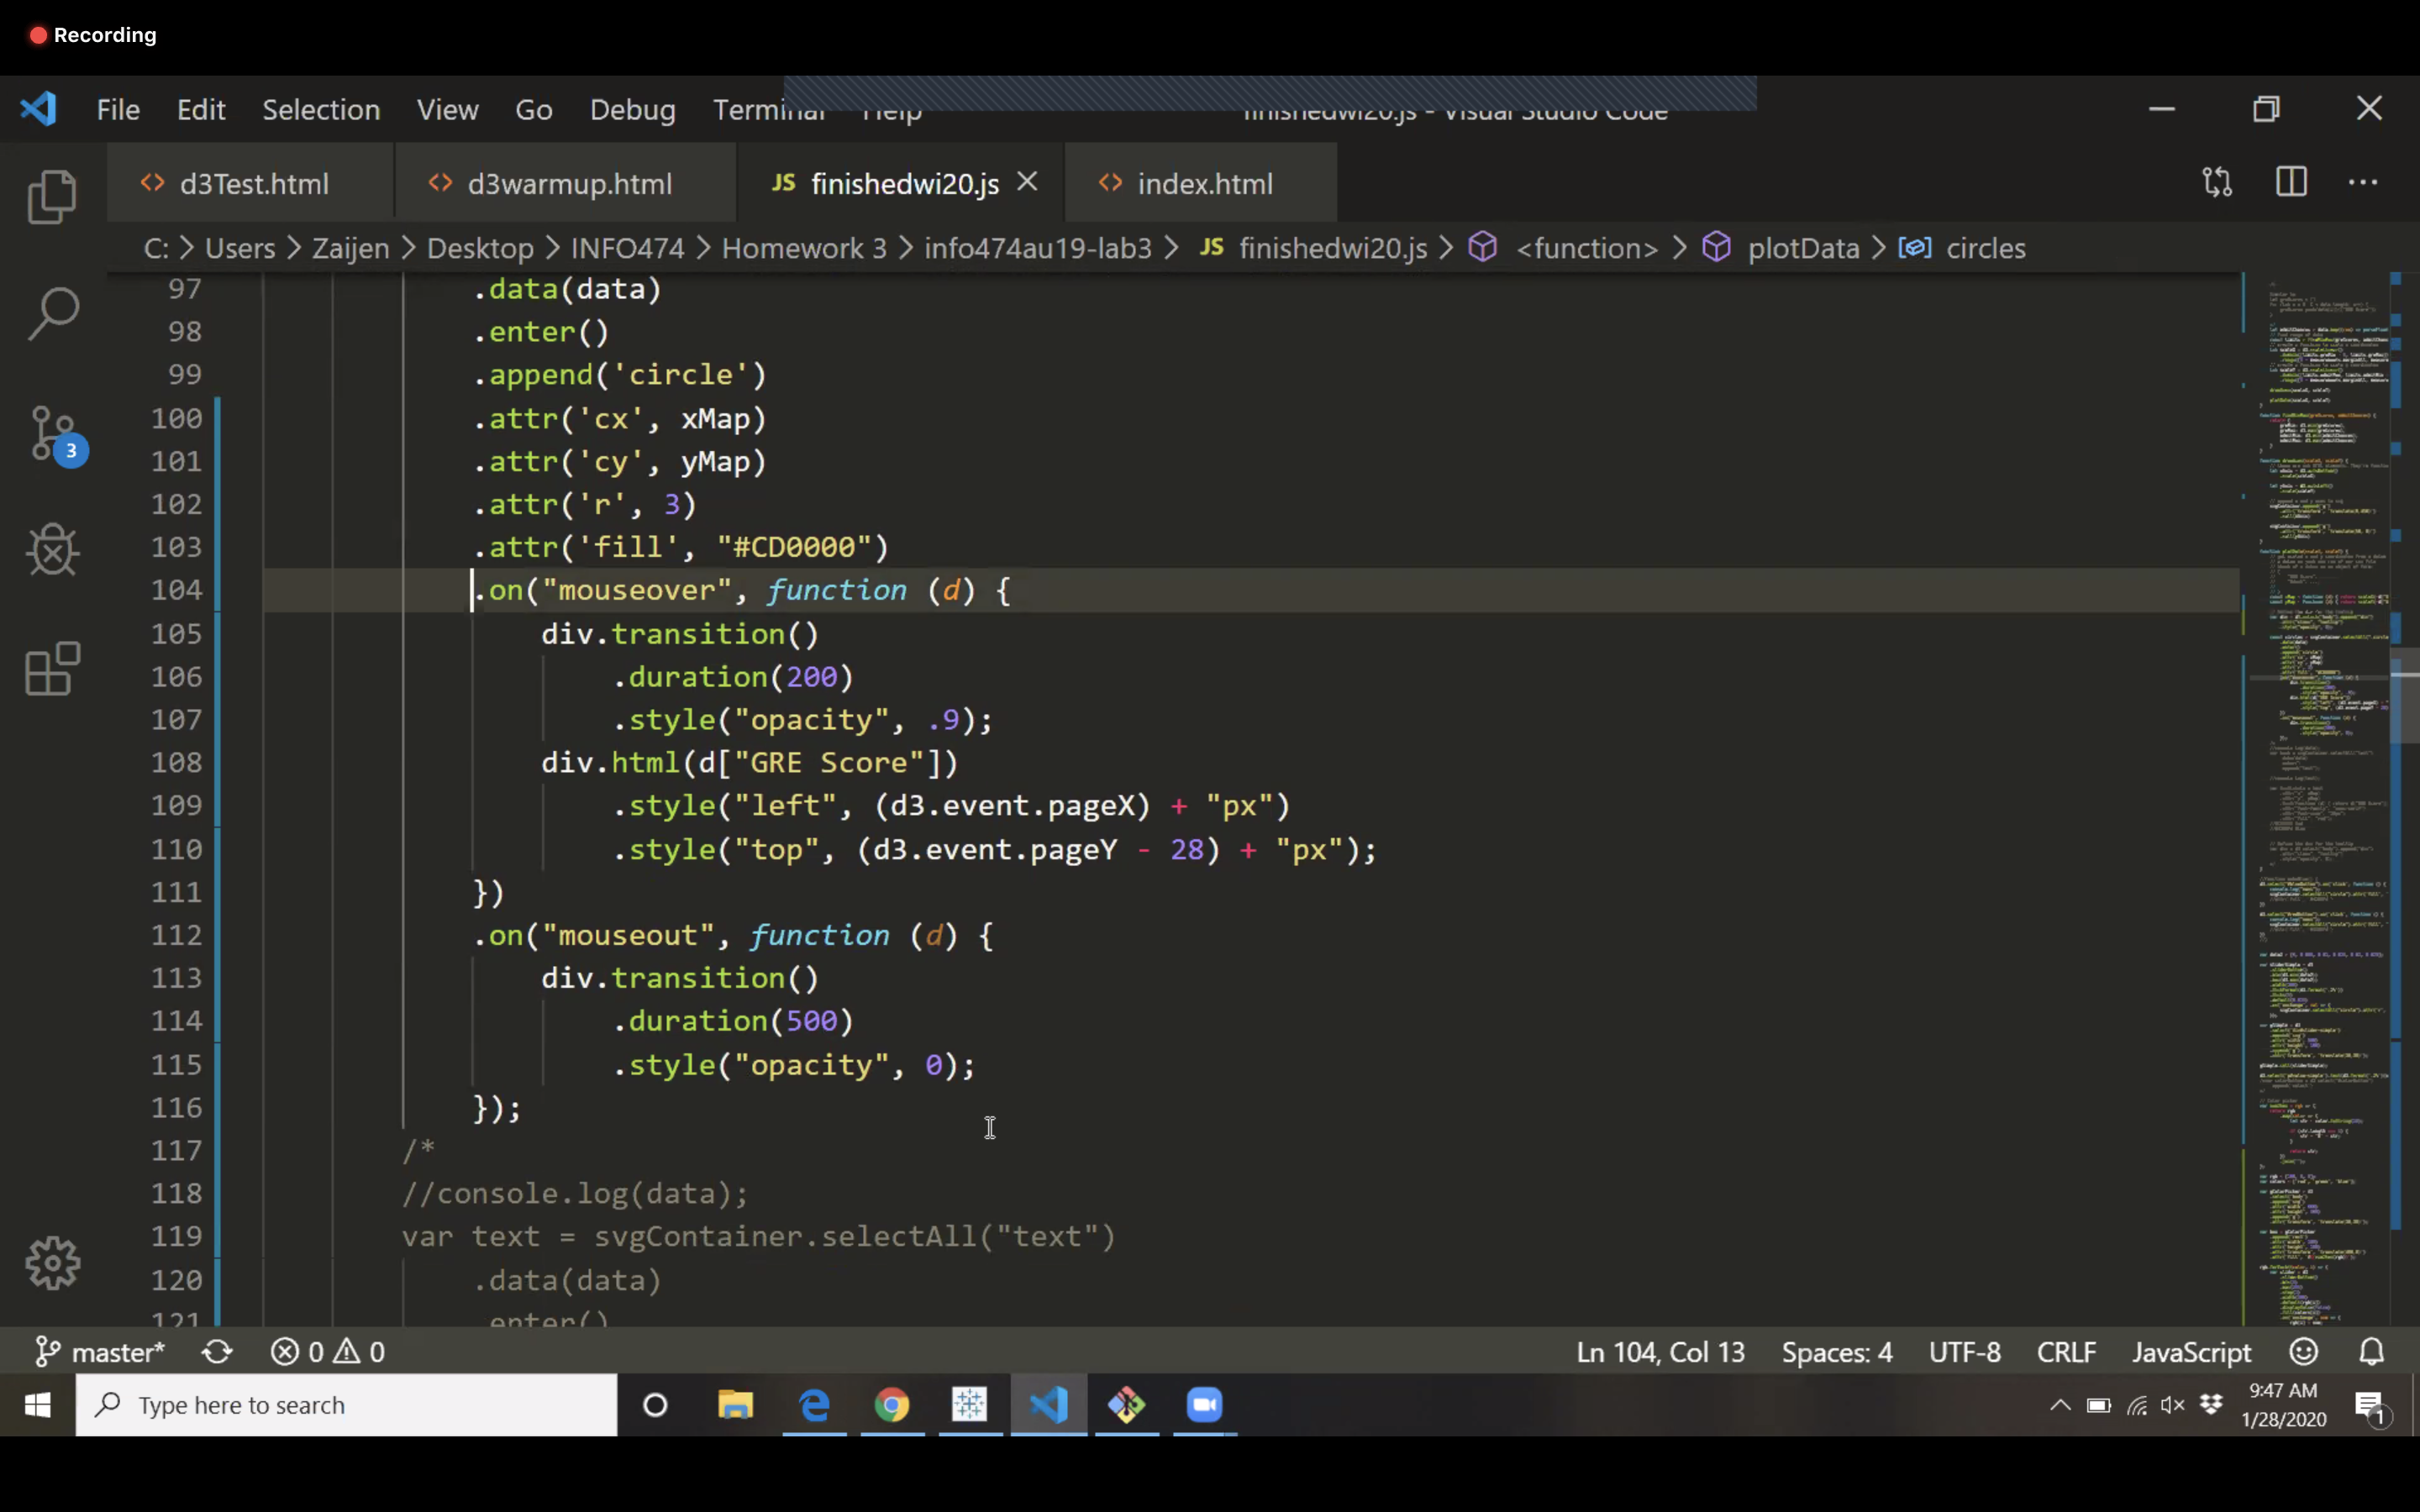 Recording
File Edit Selection View Go Debug Terminal Help finishedwi20.js - Visual Studio Code
d3Test.html d3warmup.html JS finishedwi20.js index.html
C: > Users > Zaijen > Desktop > INFO474 > Homework 3 > info474au19-lab3 > JS finishedwi20.js > <function> > plotData > circles
97 .data(data)
98 .enter()
99 .append('circle')
100 .attr('cx', xMap)
101 .attr('cy', yMap)
102 .attr('r', 3)
103 .attr('fill', "#CD0000")
104 .on("mouseover", function (d) {
105 div.transition()
106 .duration(200)
107 .style("opacity", .9);
108 div.html(d["GRE Score"])
109 .style("left", (d3.event.pageX) + "px")
110 .style("top", (d3.event.pageY - 28) + "px");
111 })
112 .on("mouseout", function (d) {
113 div.transition()
114 .duration(500)
115 .style("opacity", 0);
116 });
117 /*
118 //console.log(data);
119 var text = svgContainer.selectAll("text")
120 .data(data)
121 .enter()
3
master* 0 0 Ln 104, Col 13 Spaces: 4 UTF-8 CRLF JavaScript
Type here to search
9:47 AM
1/28/2020
1